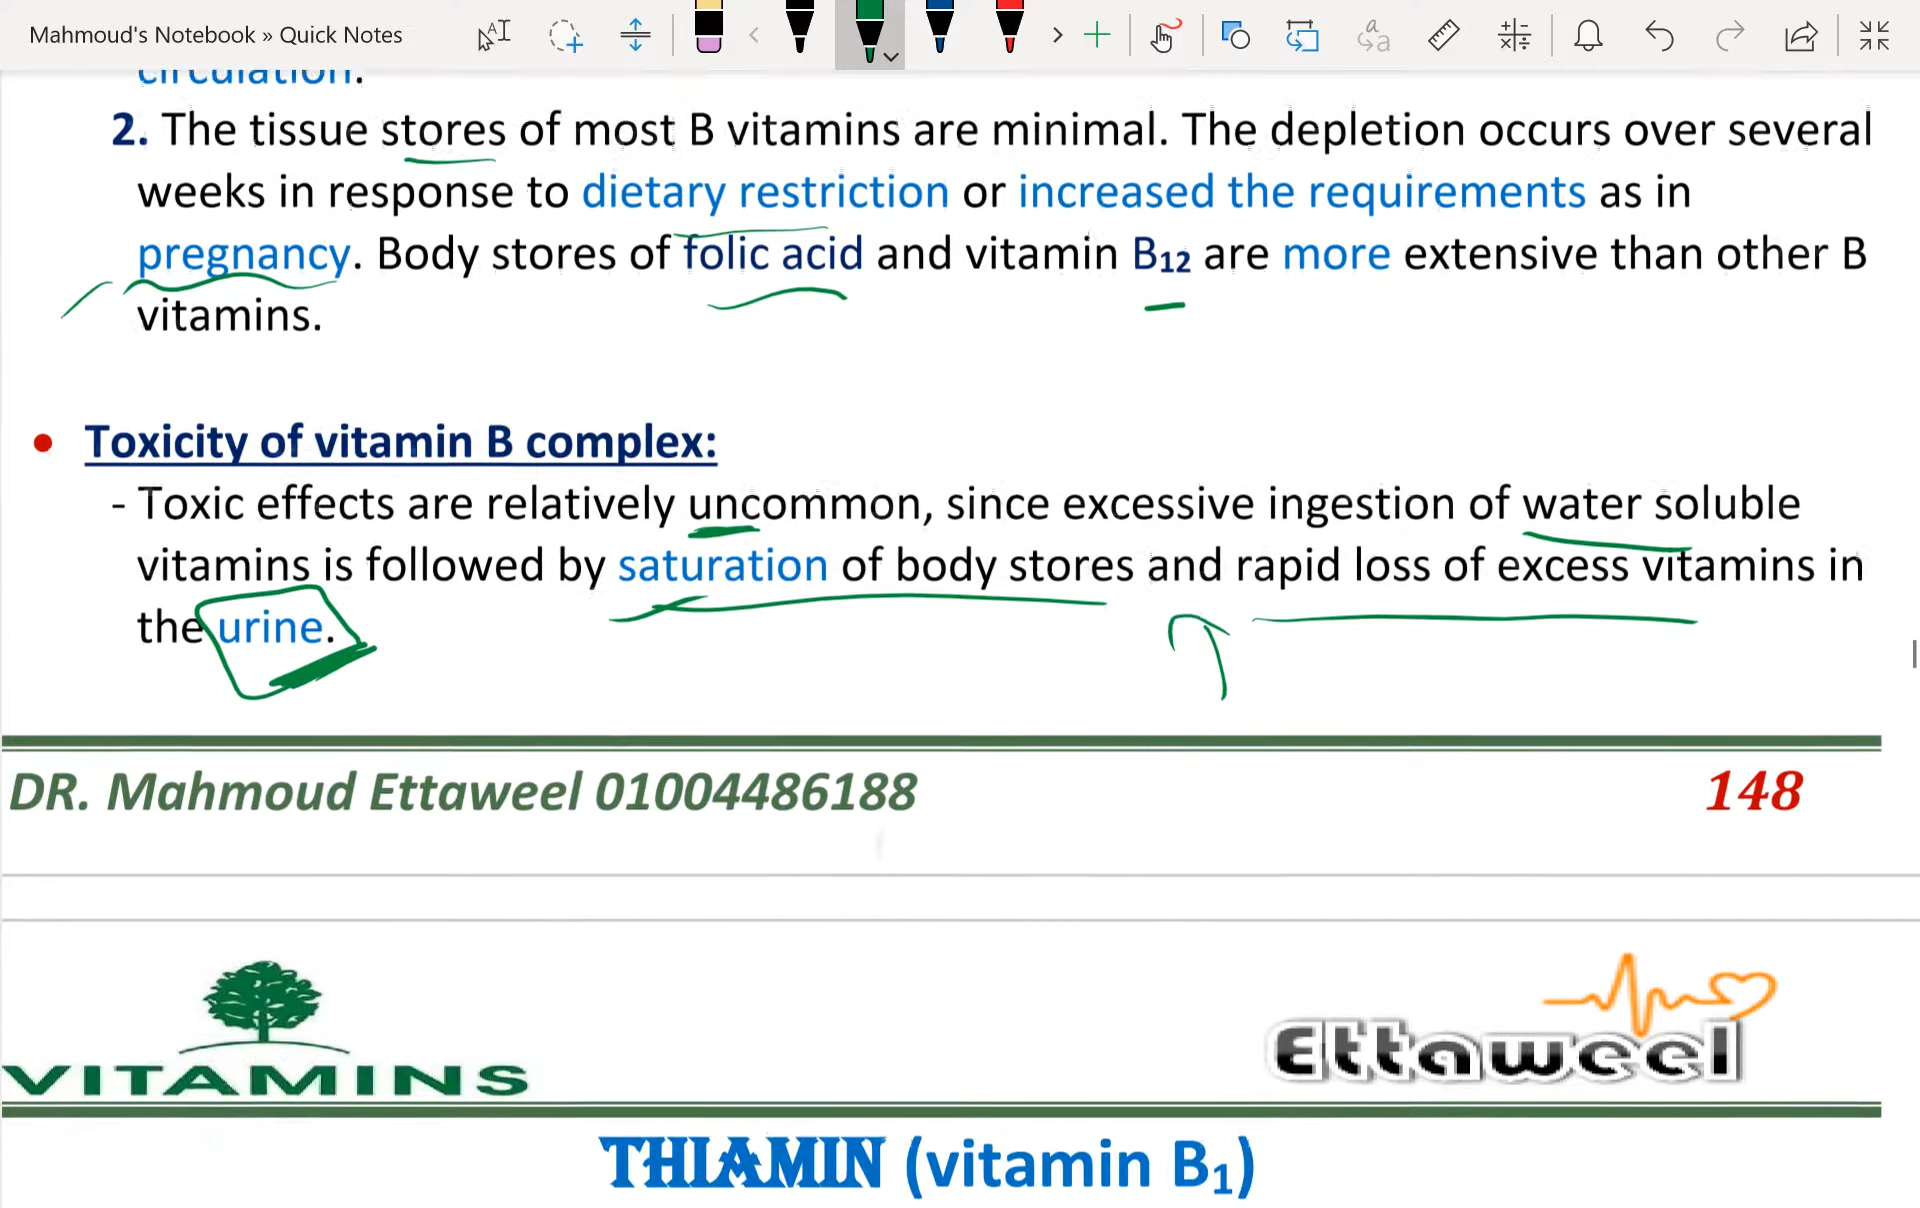 Mahmoud's Notebook » Quick Notes
circulation.
2. The tissue stores of most B vitamins are minimal. The depletion occurs over several
weeks in response to dietary restriction or increased the requirements as in
pregnancy. Body stores of folic acid and vitamin B₁₂ are more extensive than other B
vitamins.
• Toxicity of vitamin B complex:
- Toxic effects are relatively uncommon, since excessive ingestion of water soluble
vitamins is followed by saturation of body stores and rapid loss of excess vitamins in
the urine.
DR. Mahmoud Ettaweel 01004486188 148
VITAMINS Ettaweel
THIAMIN (vitamin B₁)